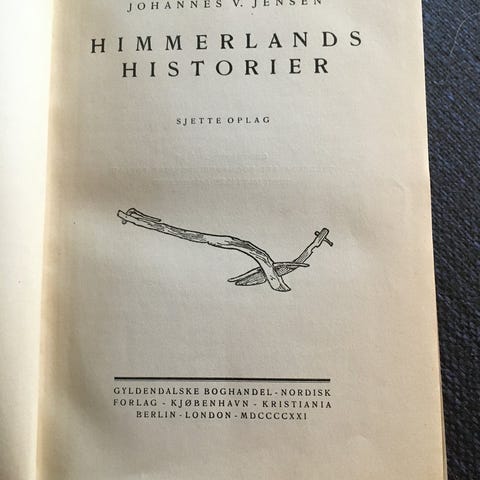 JOHANNES V. JENSEN
HIMMERLANDS
HISTORIER
SJETTE OPLAG
GYLDENDALSKE BOGHANDEL - NORDISK
FORLAG - KJØBENHAVN - KRISTIANIA
BERLIN - LONDON - MDCCCCXXI